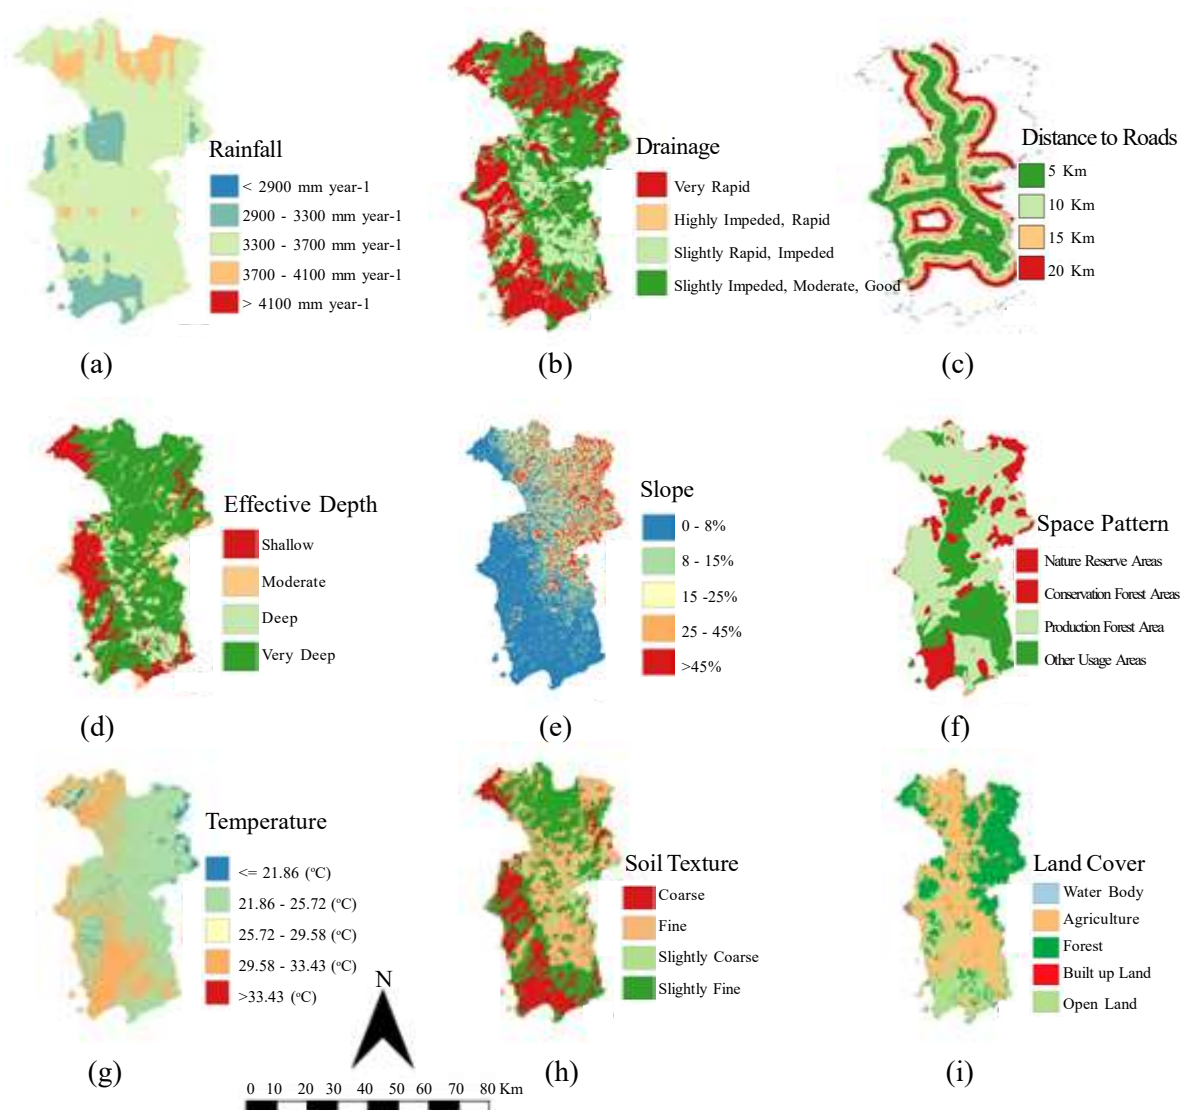 Rainfall
< 2900 mm year-1
2900 - 3300 mm year-1
3300 - 3700 mm year-1
3700 - 4100 mm year-1
> 4100 mm year-1
(a)
Drainage
Very Rapid
Highly Impeded, Rapid
Slightly Rapid, Impeded
Slightly Impeded, Moderate, Good
(b)
Distance to Roads
5 Km
10 Km
15 Km
20 Km
(c)
Effective Depth
Shallow
Moderate
Deep
Very Deep
(d)
Slope
0 - 8%
8 - 15%
15 -25%
25 - 45%
>45%
(e)
Space Pattern
Nature Reserve Areas
Conservation Forest Areas
Production Forest Area
Other Usage Areas
(f)
Temperature
<= 21.86 (°C)
21.86 - 25.72 (°C)
25.72 - 29.58 (°C)
29.58 - 33.43 (°C)
>33.43 (°C)
(g)
Soil Texture
Coarse
Fine
Slightly Coarse
Slightly Fine
(h)
Land Cover
Water Body
Agriculture
Forest
Built up Land
Open Land
(i)
N
0 10 20 30 40 50 60 70 80 Km